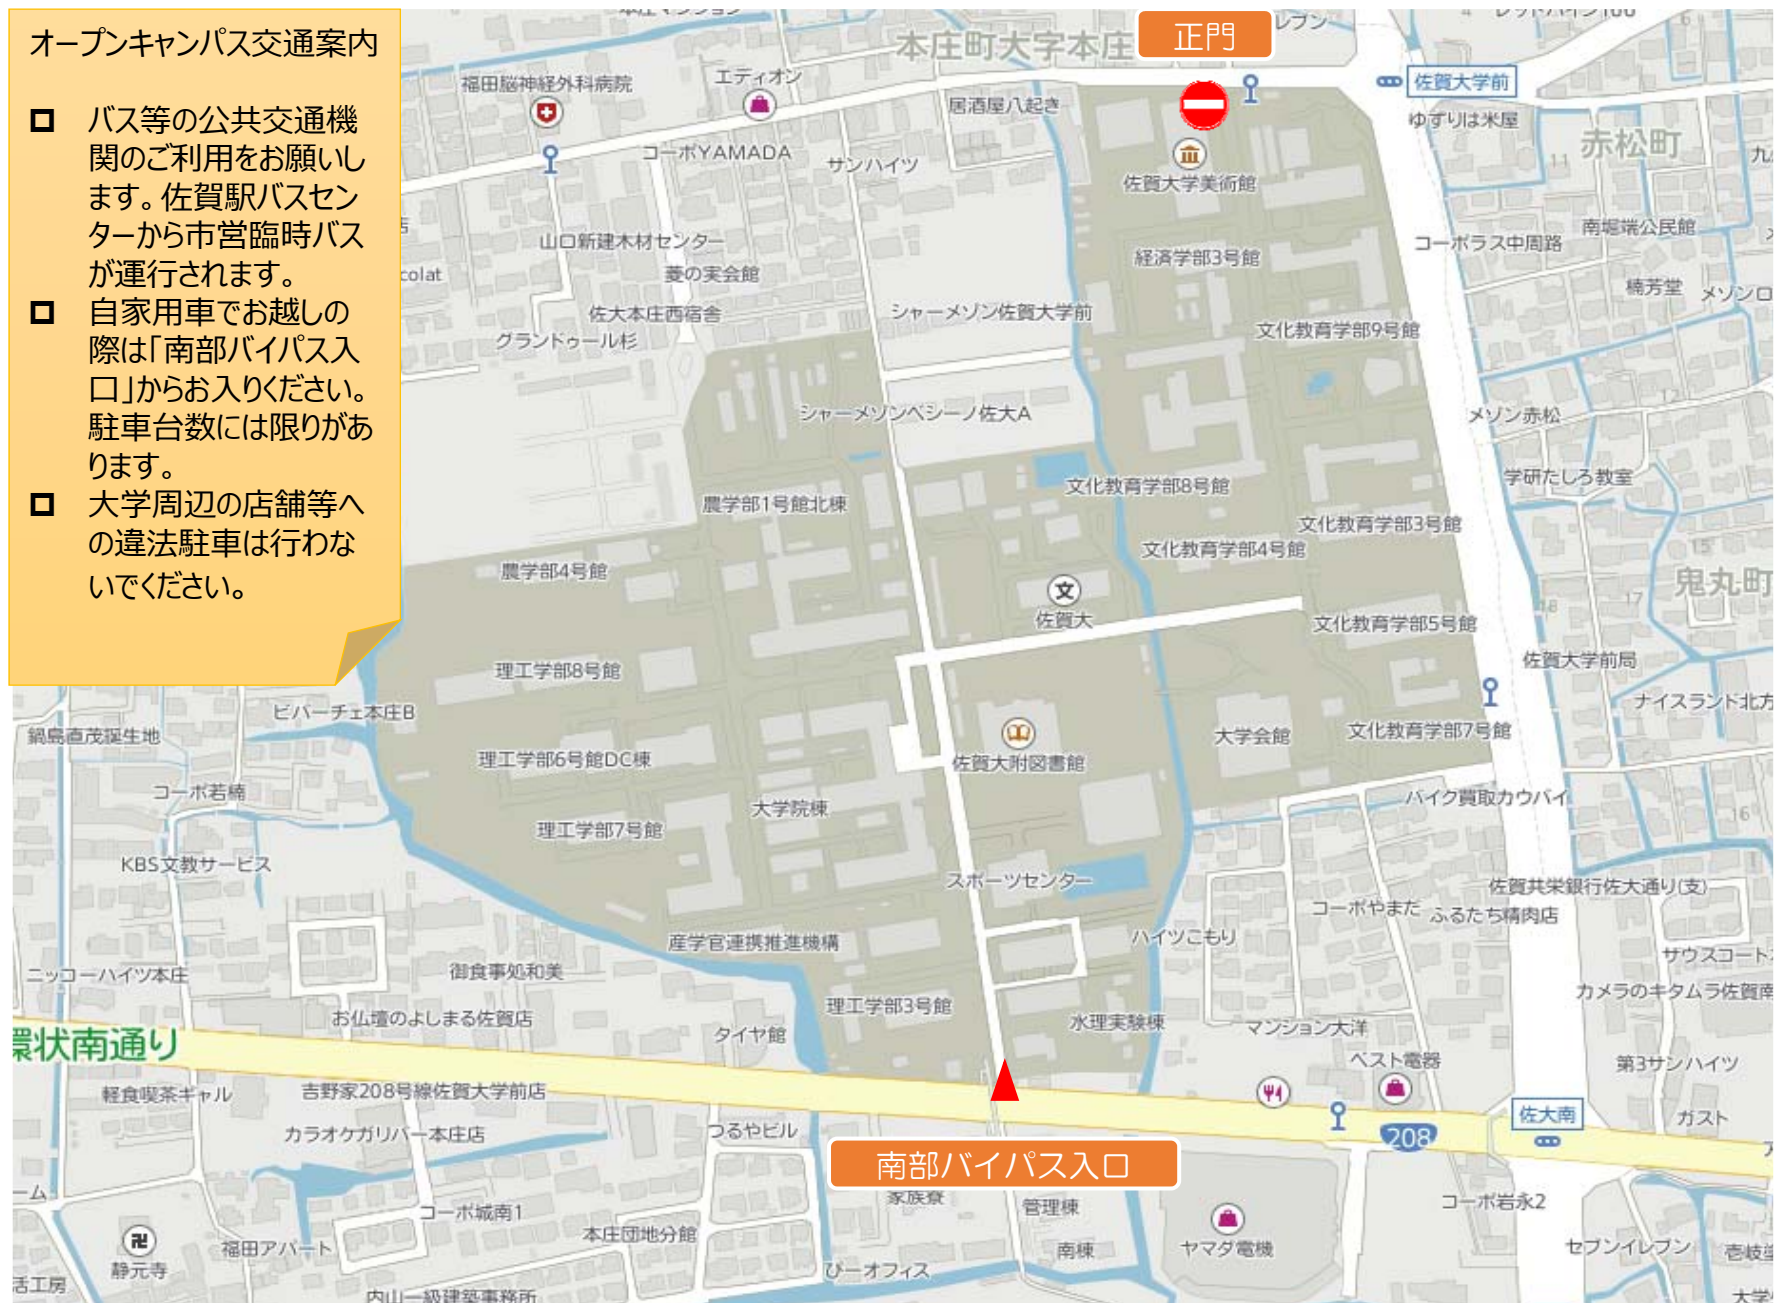 オープンキャンパス交通案内
バス等の公共交通機
関のご利用をお願いし
ます。佐賀駅バスセン
ターから市営臨時バス
が運行されます。
自家用車でお越しの
際は「南部バイパス入
口」からお入りください。
駐車台数には限りがあ
ります。
大学周辺の店舗等へ
の違法駐車は行わな
いでください。
正門
本庄町大字本庄
佐賀大学前
福田脳神経外科病院
エディオン
居酒屋八起き
ゆずりは米屋
赤松町
コーポYAMADA
サンハイツ
佐賀大学美術館
11
山口新建木材センター
経済学部3号館
コーポラス中周路
南堀端公民館
菱の実会館
楠芳堂
メゾンロ
佐大本庄西宿舎
シャーメゾン佐賀大学前
グランドゥール杉
文化教育学部9号館
シャーメゾンベシーノ佐大A
メゾン赤松
12
農学部1号館北棟
文化教育学部8号館
学研たしろ教室
文化教育学部3号館
文化教育学部4号館
15
農学部4号館
文
佐賀大
鬼丸町
17
18
文化教育学部5号館
理工学部8号館
佐賀大学前局
ビバーチェ本庄B
ナイスランド北方
鍋島直茂誕生地
大学会館
文化教育学部7号館
理工学部6号館DC棟
佐賀大附図書館
コーポ若楠
大学院棟
バイク買取カウバイ
16
理工学部7号館
KBS文教サービス
スポーツセンター
佐賀共栄銀行佐大通り(支)
コーポやまだ
ふるたち精肉店
産学官連携推進機構
ハイツこもり
サウスコート
ニッコーハイツ本庄
御食事処和美
カメラのキタムラ佐賀南
理工学部3号館
お仏壇のよしまる佐賀店
タイヤ館
水理実験棟
マンション大洋
環状南通り
ベスト電器
第3サンハイツ
軽食喫茶ギャル
吉野家208号線佐賀大学前店
佐大南
ガスト
カラオケガリバー本庄店
つるやビル
208
南部バイパス入口
家族寮
管理棟
コーポ岩永2
コーポ城南1
本庄団地分館
福田アパート
南棟
ヤマダ電機
セブンイレブン
静元寺
びーオフィス
活工房
内山一級建築事務所